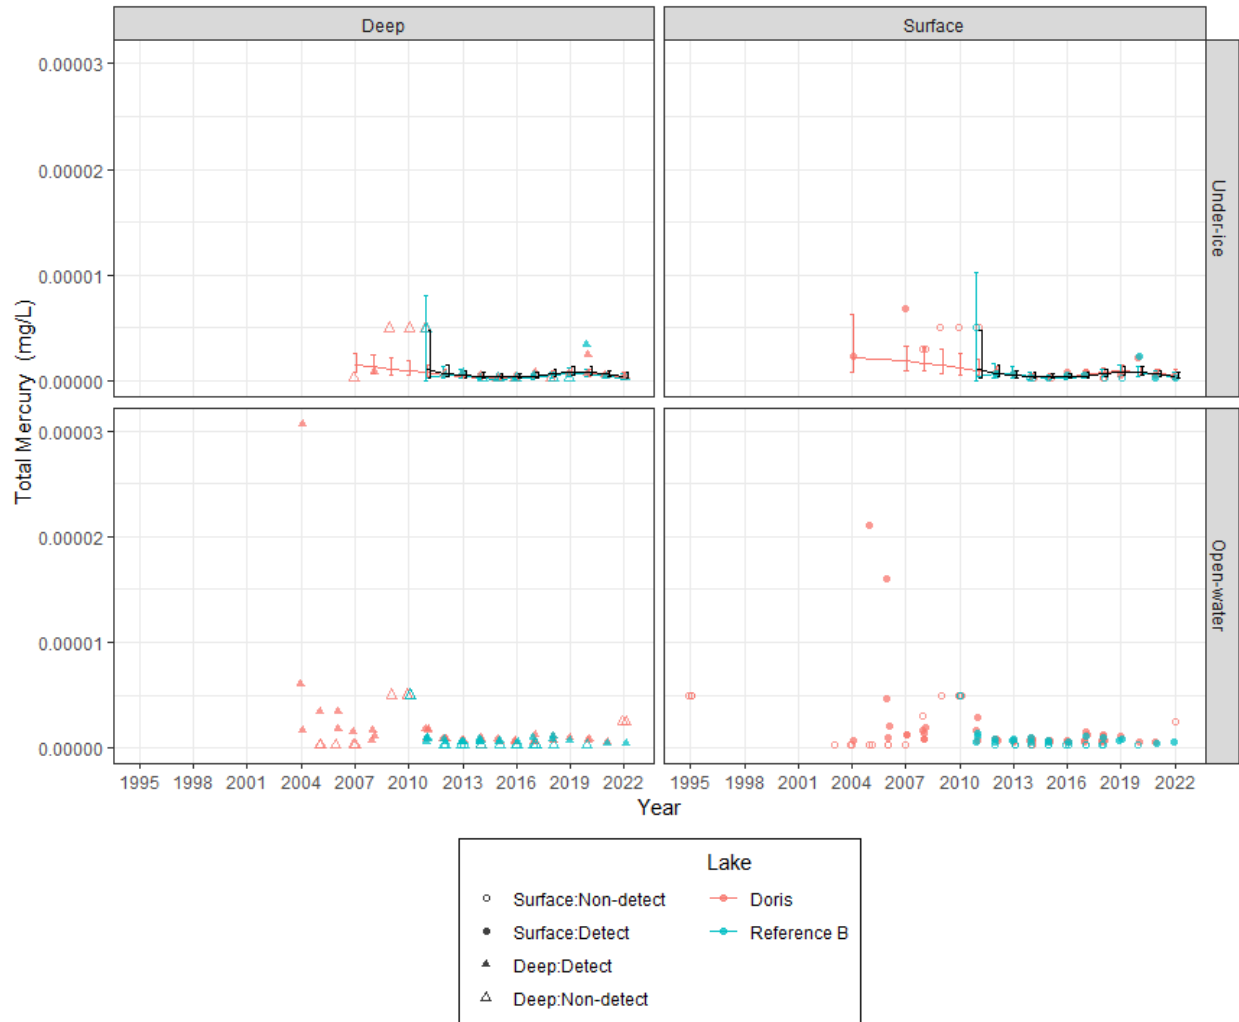 Deep Surface
0.00003
0.00002
0.00001
0.00000
Under-ice
Total Mercury (mg/L)
0.00003
0.00002
0.00001
0.00000
Open-water
1995 1998 2001 2004 2007 2010 2013 2016 2019 2022 1995 1998 2001 2004 2007 2010 2013 2016 2019 2022
Year
Lake
Surface:Non-detect Doris
Surface:Detect Reference B
Deep:Detect
Deep:Non-detect